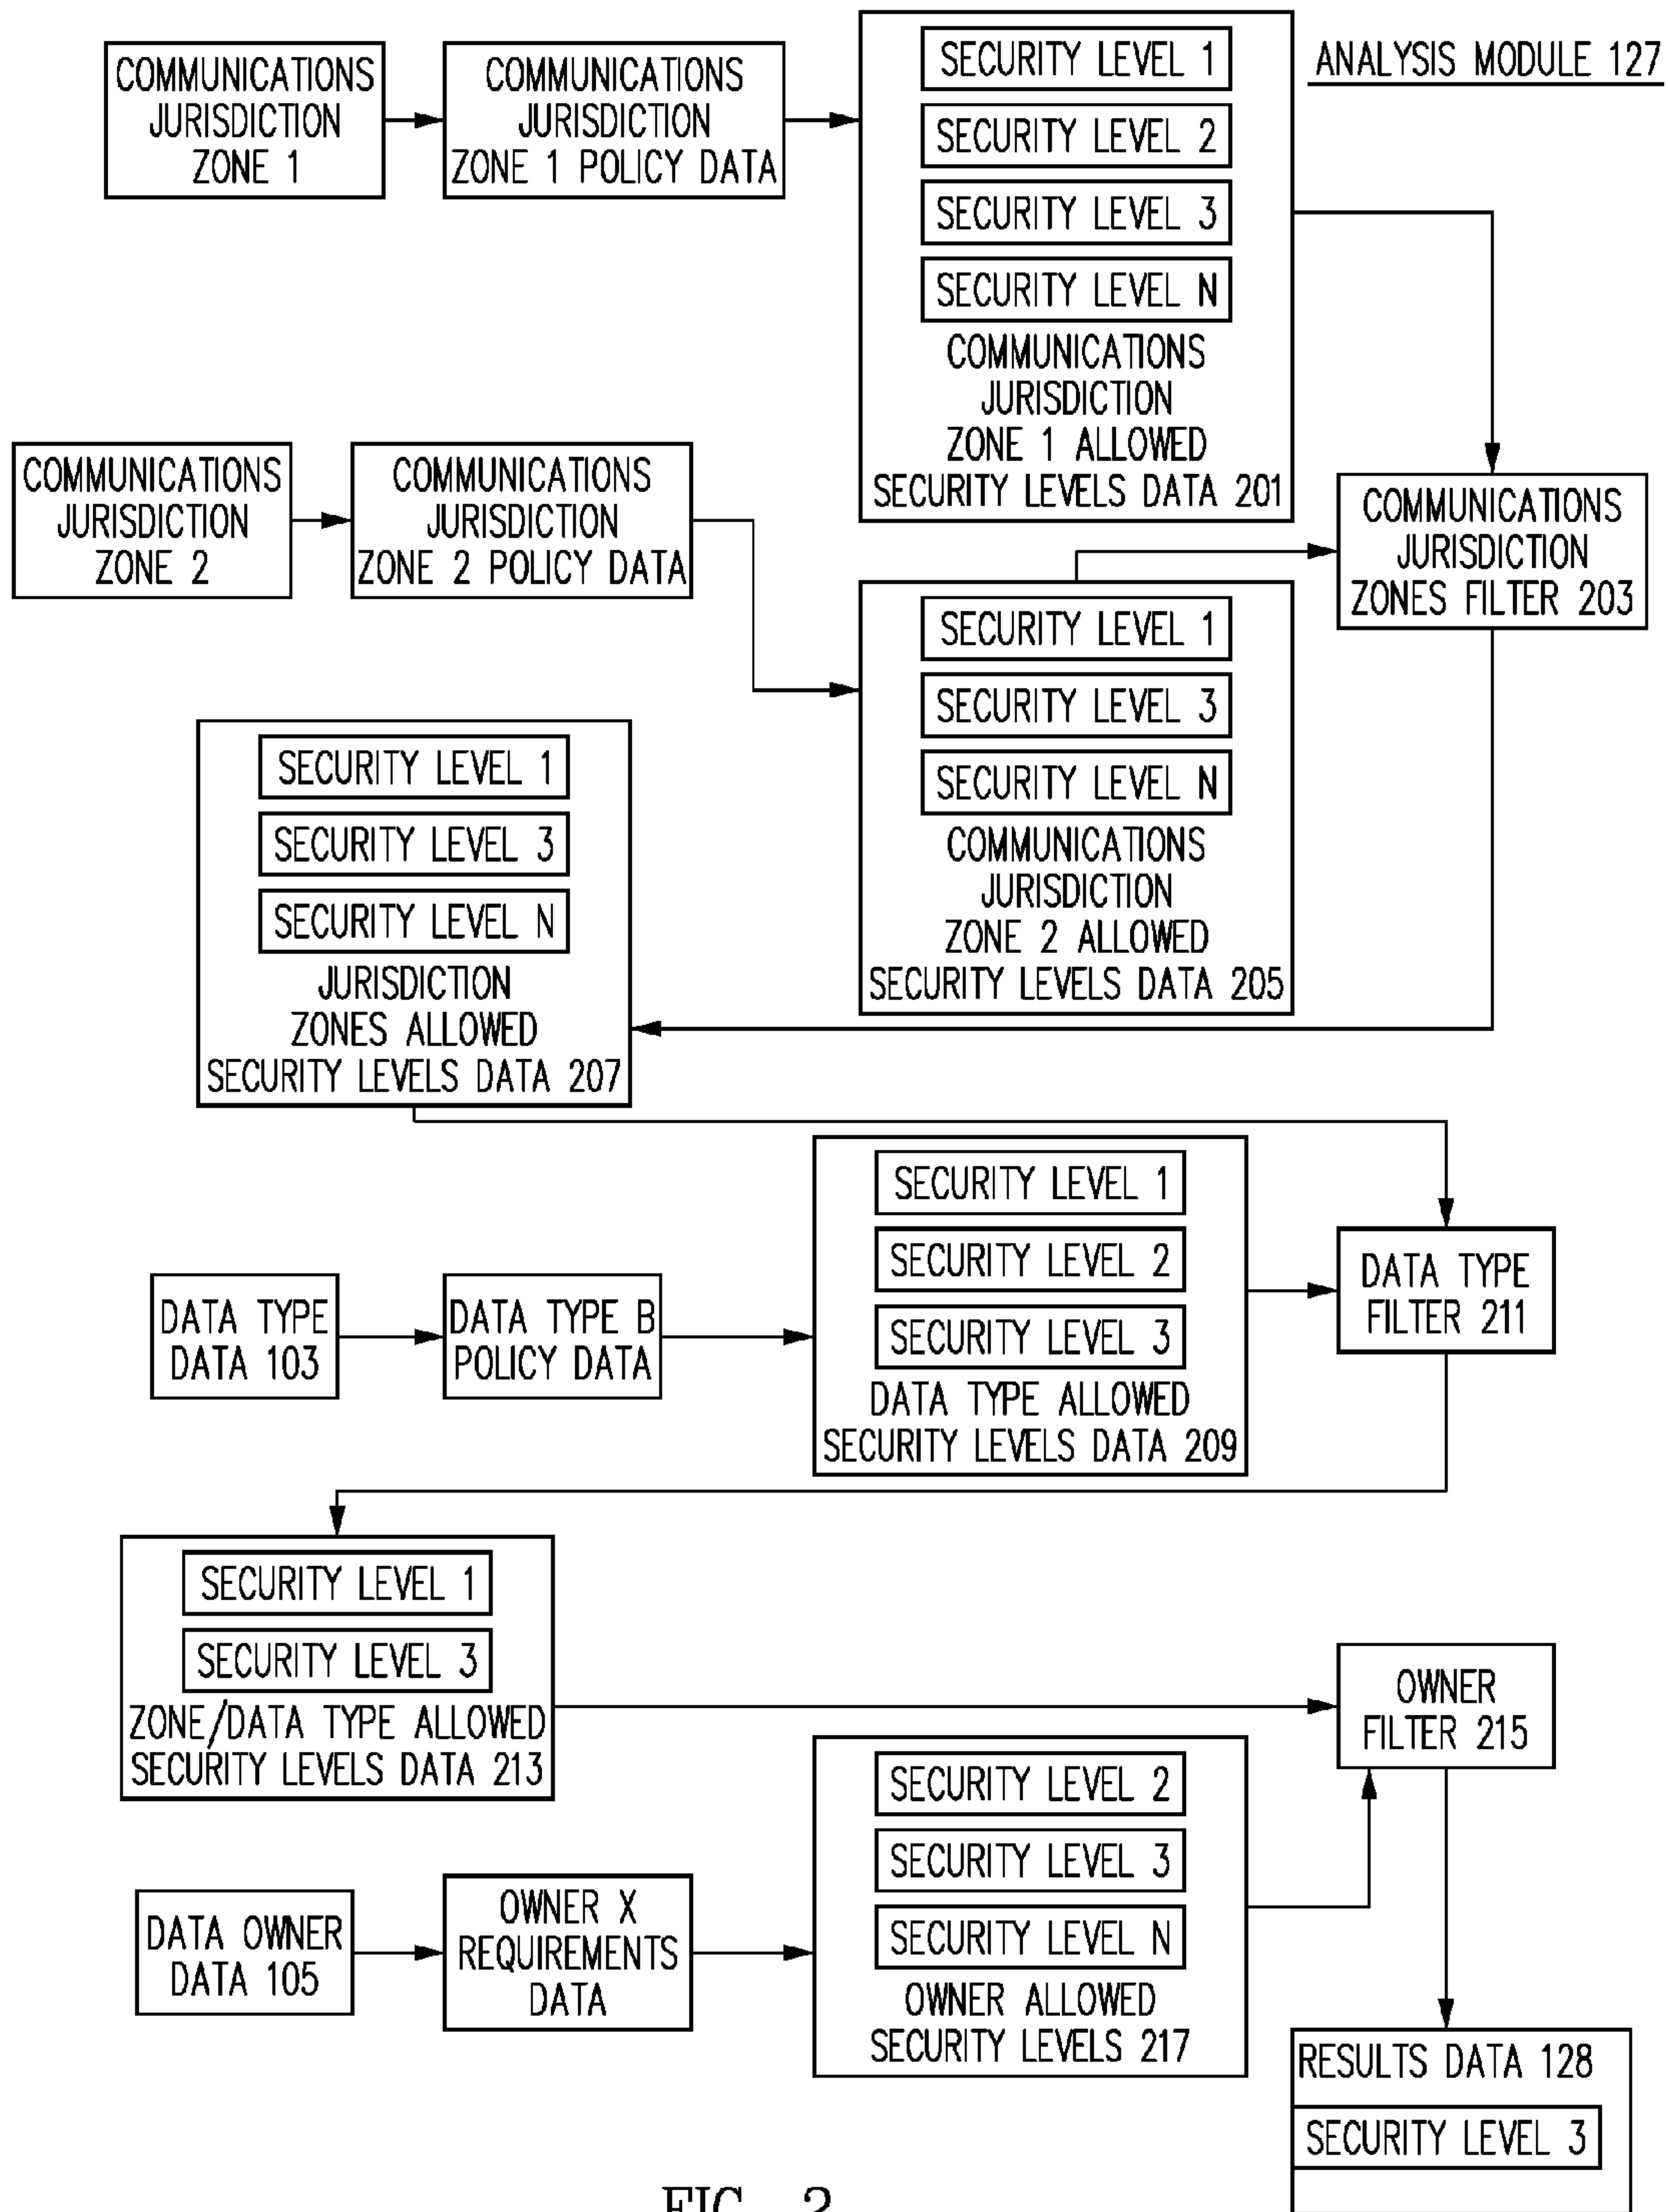 ANALYSIS MODULE 127
COMMUNICATIONS
JURISDICTION
ZONE 1
COMMUNICATIONS
JURISDICTION
ZONE 1 POLICY DATA
SECURITY LEVEL 1
SECURITY LEVEL 2
SECURITY LEVEL 3
SECURITY LEVEL N
COMMUNICATIONS
JURISDICTION
ZONE 1 ALLOWED
SECURITY LEVELS DATA 201
COMMUNICATIONS
JURISDICTION
ZONE 2
COMMUNICATIONS
JURISDICTION
ZONE 2 POLICY DATA
COMMUNICATIONS
JURISDICTION
ZONES FILTER 203
SECURITY LEVEL 1
SECURITY LEVEL 3
SECURITY LEVEL N
COMMUNICATIONS
JURISDICTION
ZONE 2 ALLOWED
SECURITY LEVELS DATA 205
SECURITY LEVEL 1
SECURITY LEVEL 3
SECURITY LEVEL N
JURISDICTION
ZONES ALLOWED
SECURITY LEVELS DATA 207
DATA TYPE
DATA 103
DATA TYPE B
POLICY DATA
SECURITY LEVEL 1
SECURITY LEVEL 2
SECURITY LEVEL 3
DATA TYPE ALLOWED
SECURITY LEVELS DATA 209
DATA TYPE
FILTER 211
SECURITY LEVEL 1
SECURITY LEVEL 3
ZONE/DATA TYPE ALLOWED
SECURITY LEVELS DATA 213
OWNER
FILTER 215
DATA OWNER
DATA 105
OWNER X
REQUIREMENTS
DATA
SECURITY LEVEL 2
SECURITY LEVEL 3
SECURITY LEVEL N
OWNER ALLOWED
SECURITY LEVELS 217
RESULTS DATA 128
SECURITY LEVEL 3
FIG. 2